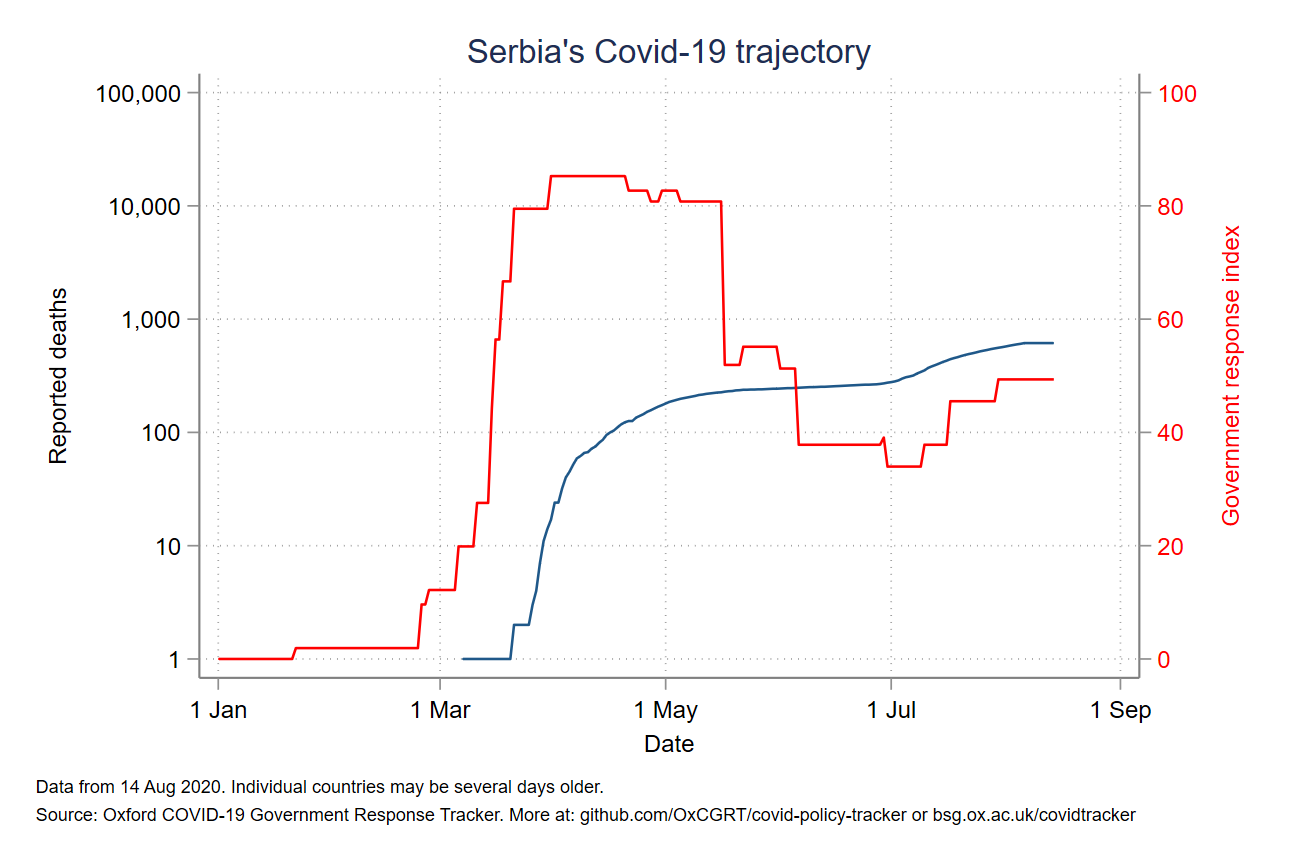 Serbia's Covid-19 trajectory
100,000
10,000
1,000
100
10
1
Reported deaths
100
80
60
40
20
0
Government response index
1 Jan
1 Mar
1 May
1 Jul
1 Sep
Date
Data from 14 Aug 2020. Individual countries may be several days older.
Source: Oxford COVID-19 Government Response Tracker. More at: github.com/OxCGRT/covid-policy-tracker or bsg.ox.ac.uk/covidtracker